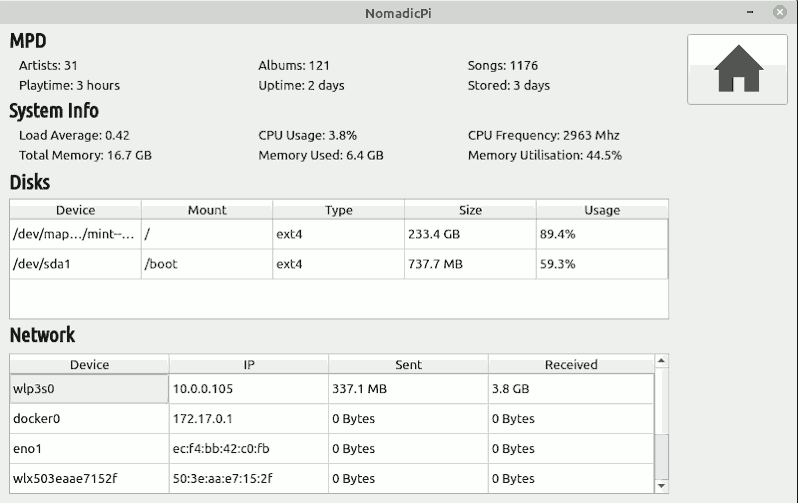 NomadicPi
MPD
Artists: 31 Albums: 121 Songs: 1176
Playtime: 3 hours Uptime: 2 days Stored: 3 days
System Info
Load Average: 0.42 CPU Usage: 3.8% CPU Frequency: 2963 Mhz
Total Memory: 16.7 GB Memory Used: 6.4 GB Memory Utilisation: 44.5%
Disks
Device Mount Type Size Usage
/dev/map…/mint--… / ext4 233.4 GB 89.4%
/dev/sda1 /boot ext4 737.7 MB 59.3%
Network
Device IP Sent Received
wlp3s0 10.0.0.105 337.1 MB 3.8 GB
docker0 172.17.0.1 0 Bytes 0 Bytes
eno1 ec:f4:bb:42:c0:fb 0 Bytes 0 Bytes
wlx503eaae7152f 50:3e:aa:e7:15:2f 0 Bytes 0 Bytes